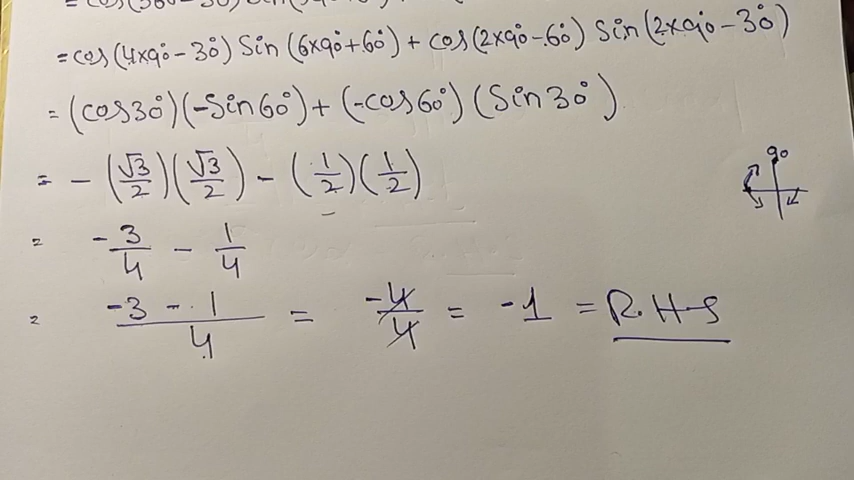 = cos(4×90° - 30°) Sin(6×90° + 60°) + cos(2×90° - 60°) Sin(2×90° - 30°)
= (cos30°)(-Sin60°) + (-cos60°)(Sin30°)
= - (√3/2)(√3/2) - (1/2)(1/2)
90
= -3/4 - 1/4
= -3 - 1/4 = -4/4 = -1 = R.H-S